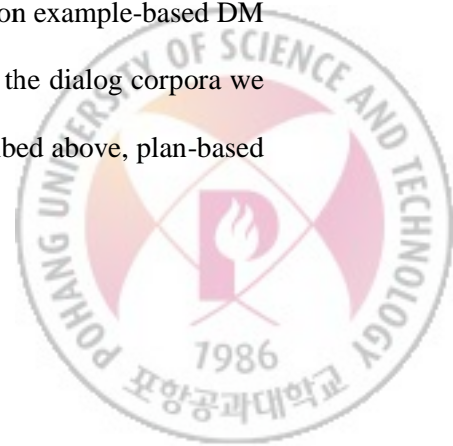 on example-based DM
the dialog corpora we
ibed above, plan-based
POHANG UNIVERSITY OF SCIENCE AND TECHNOLOGY
1986
포항공과대학교